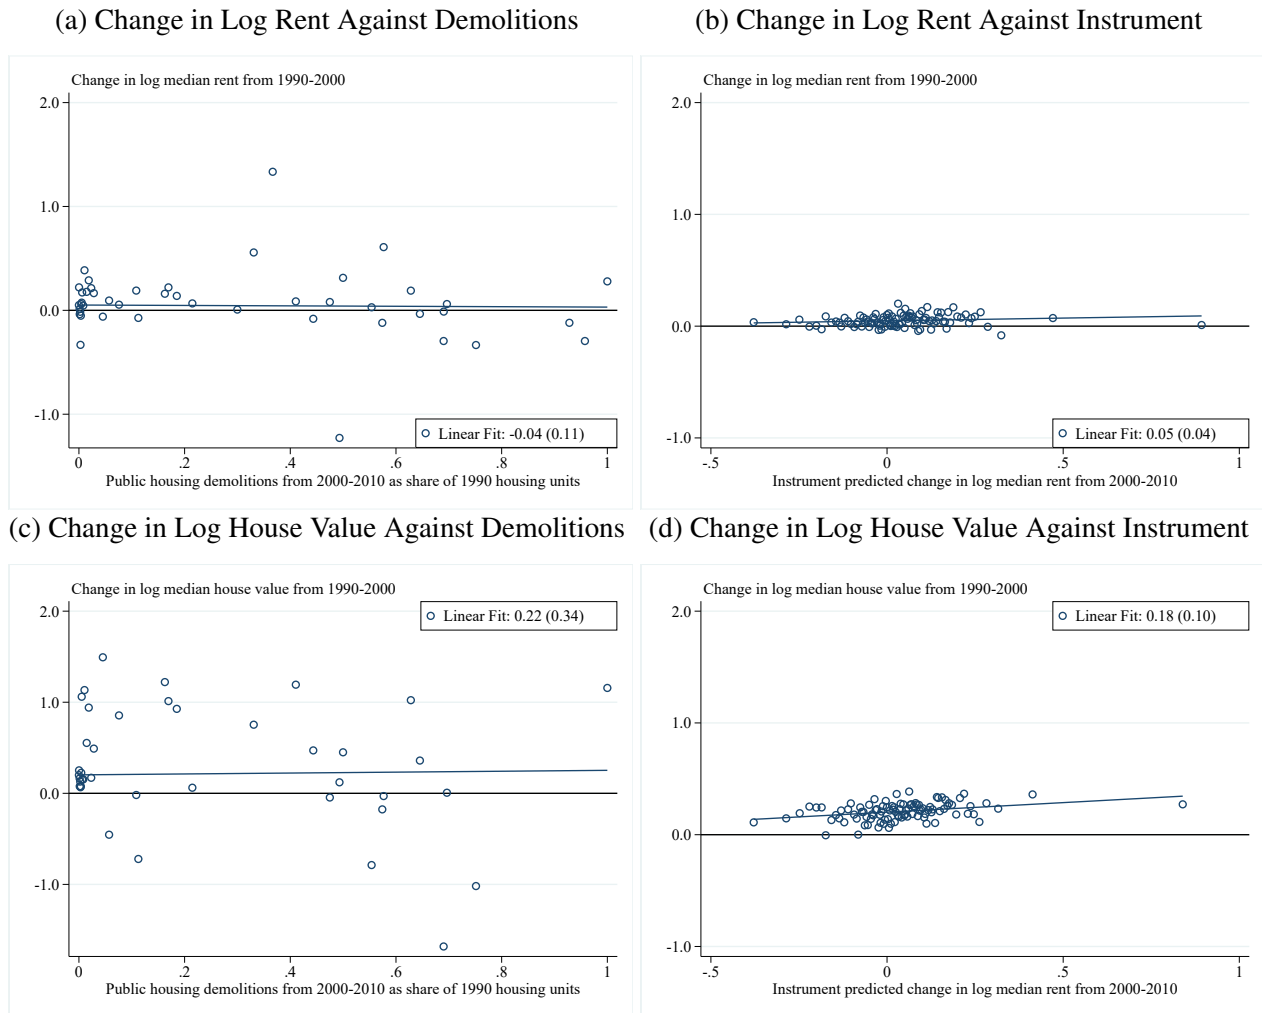 (a) Change in Log Rent Against Demolitions
Change in log median rent from 1990-2000
2.0
1.0
0.0
-1.0
Linear Fit: -0.04 (0.11)
0 .2 .4 .6 .8 1
Public housing demolitions from 2000-2010 as share of 1990 housing units
(b) Change in Log Rent Against Instrument
Change in log median rent from 1990-2000
2.0
1.0
0.0
-1.0
Linear Fit: 0.05 (0.04)
-.5 0 .5 1
Instrument predicted change in log median rent from 2000-2010
(c) Change in Log House Value Against Demolitions
Change in log median house value from 1990-2000
Linear Fit: 0.22 (0.34)
2.0
1.0
0.0
-1.0
0 .2 .4 .6 .8 1
Public housing demolitions from 2000-2010 as share of 1990 housing units
(d) Change in Log House Value Against Instrument
Change in log median house value from 1990-2000
Linear Fit: 0.18 (0.10)
2.0
1.0
0.0
-1.0
-.5 0 .5 1
Instrument predicted change in log median rent from 2000-2010